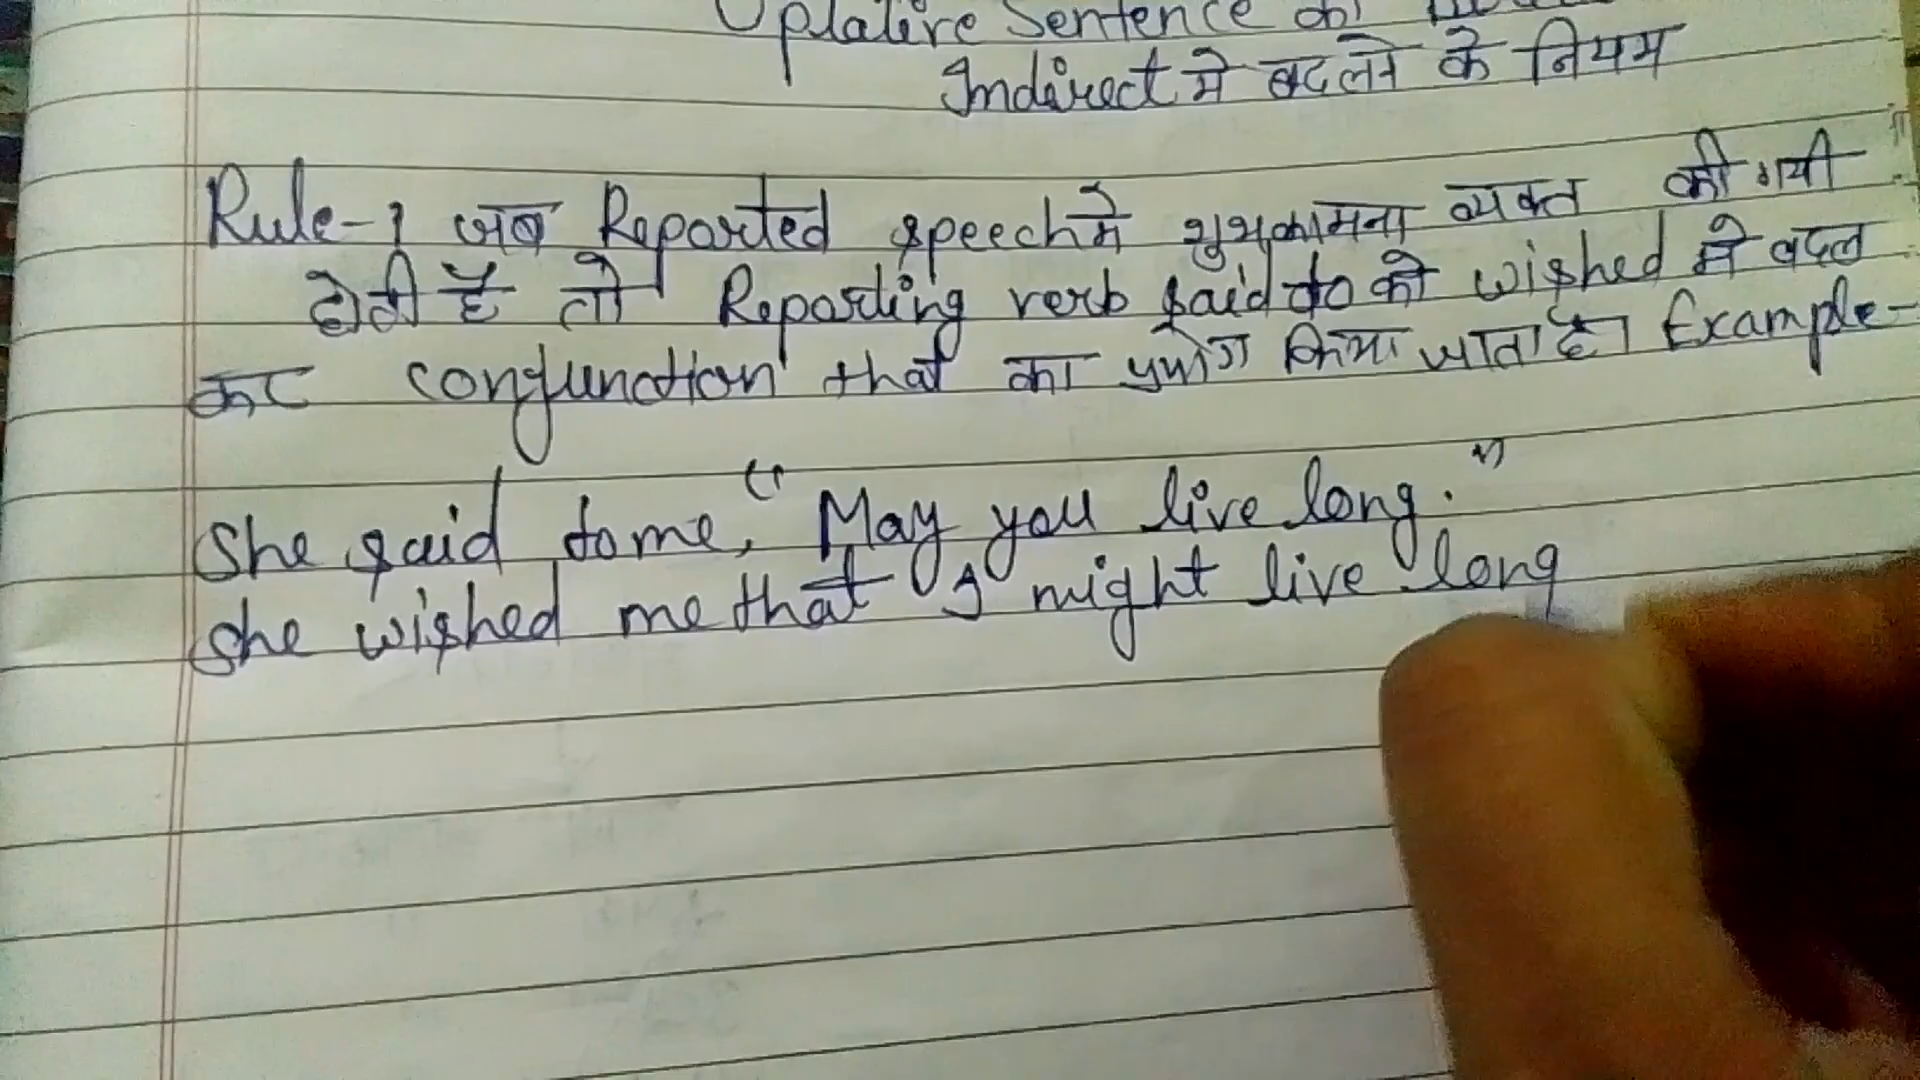 Optative Sentence को
Indirect मे बदलने के नियम
Rule-1 जब Reported speech मे शुभकामना व्यक्त की गयी
होती है तो Reporting verb said to को wished मे बदल
कर conjunction that का प्रयोग किया जाता है। Example-
She said to me, "May you live long."
She wished me that I might live long